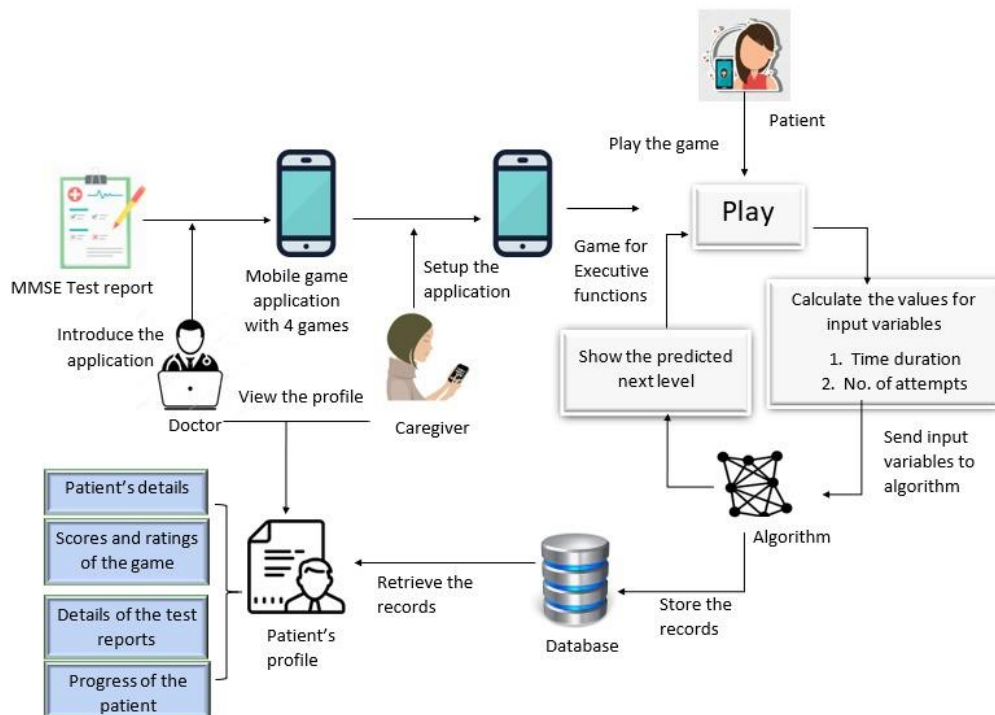 Patient
Play the game
Play
MMSE Test report
Mobile game
application
with 4 games
Setup the
application
Game for
Executive
functions
Calculate the values for
input variables
1. Time duration
2. No. of attempts
Introduce the
application
Show the predicted
next level
View the profile
Doctor
Caregiver
Send input
variables to
algorithm
Patient's details
Scores and ratings
of the game
Details of the test
reports
Progress of the
patient
Algorithm
Retrieve the
records
Store the
records
Patient's
profile
Database